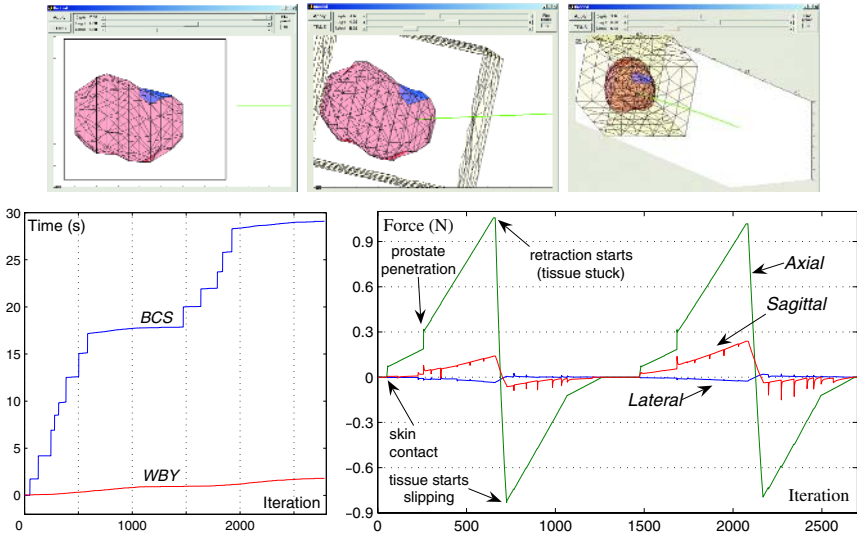 Time (s)
30
25
20
15
10
5
0
BCS
WBY
Iteration
0
1000
2000
Force (N)
0.9
0.6
0.3
0
-0.3
-0.6
-0.9
prostate
penetration
retraction starts
(tissue stuck)
Axial
Sagittal
Lateral
skin
contact
tissue starts
slipping
Iteration
0
500
1000
1500
2000
2500